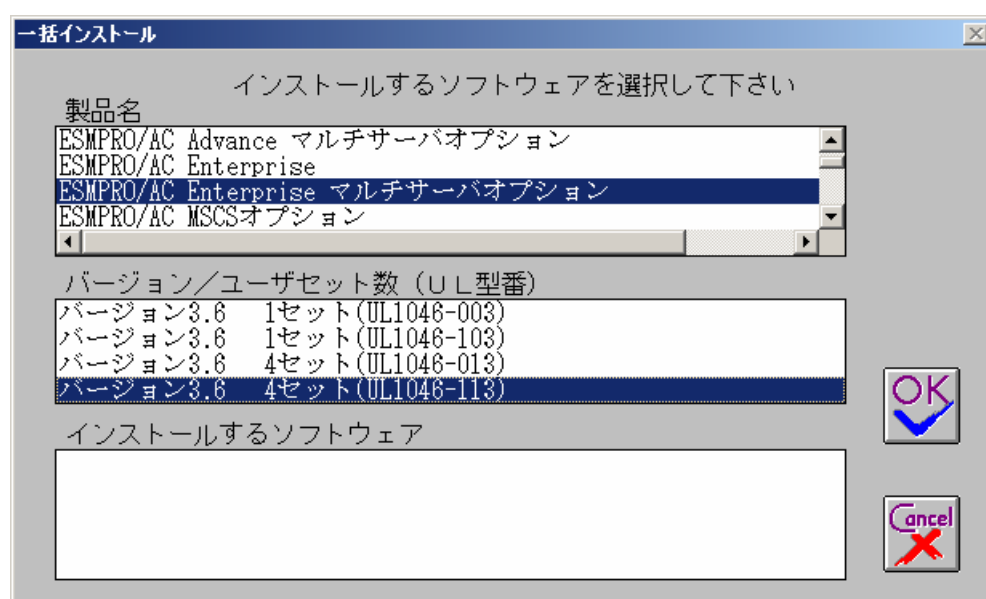 一括インストール
インストールするソフトウェアを選択して下さい
製品名
ESMPRO/AC Advance マルチサーバオプション
ESMPRO/AC Enterprise
ESMPRO/AC Enterprise マルチサーバオプション
ESMPRO/AC MSCSオプション
バージョン／ユーザセット数（ＵＬ型番）
バージョン3.6 1セット(UL1046-003)
バージョン3.6 1セット(UL1046-103)
バージョン3.6 4セット(UL1046-013)
バージョン3.6 4セット(UL1046-113)
OK
インストールするソフトウェア
Cancel